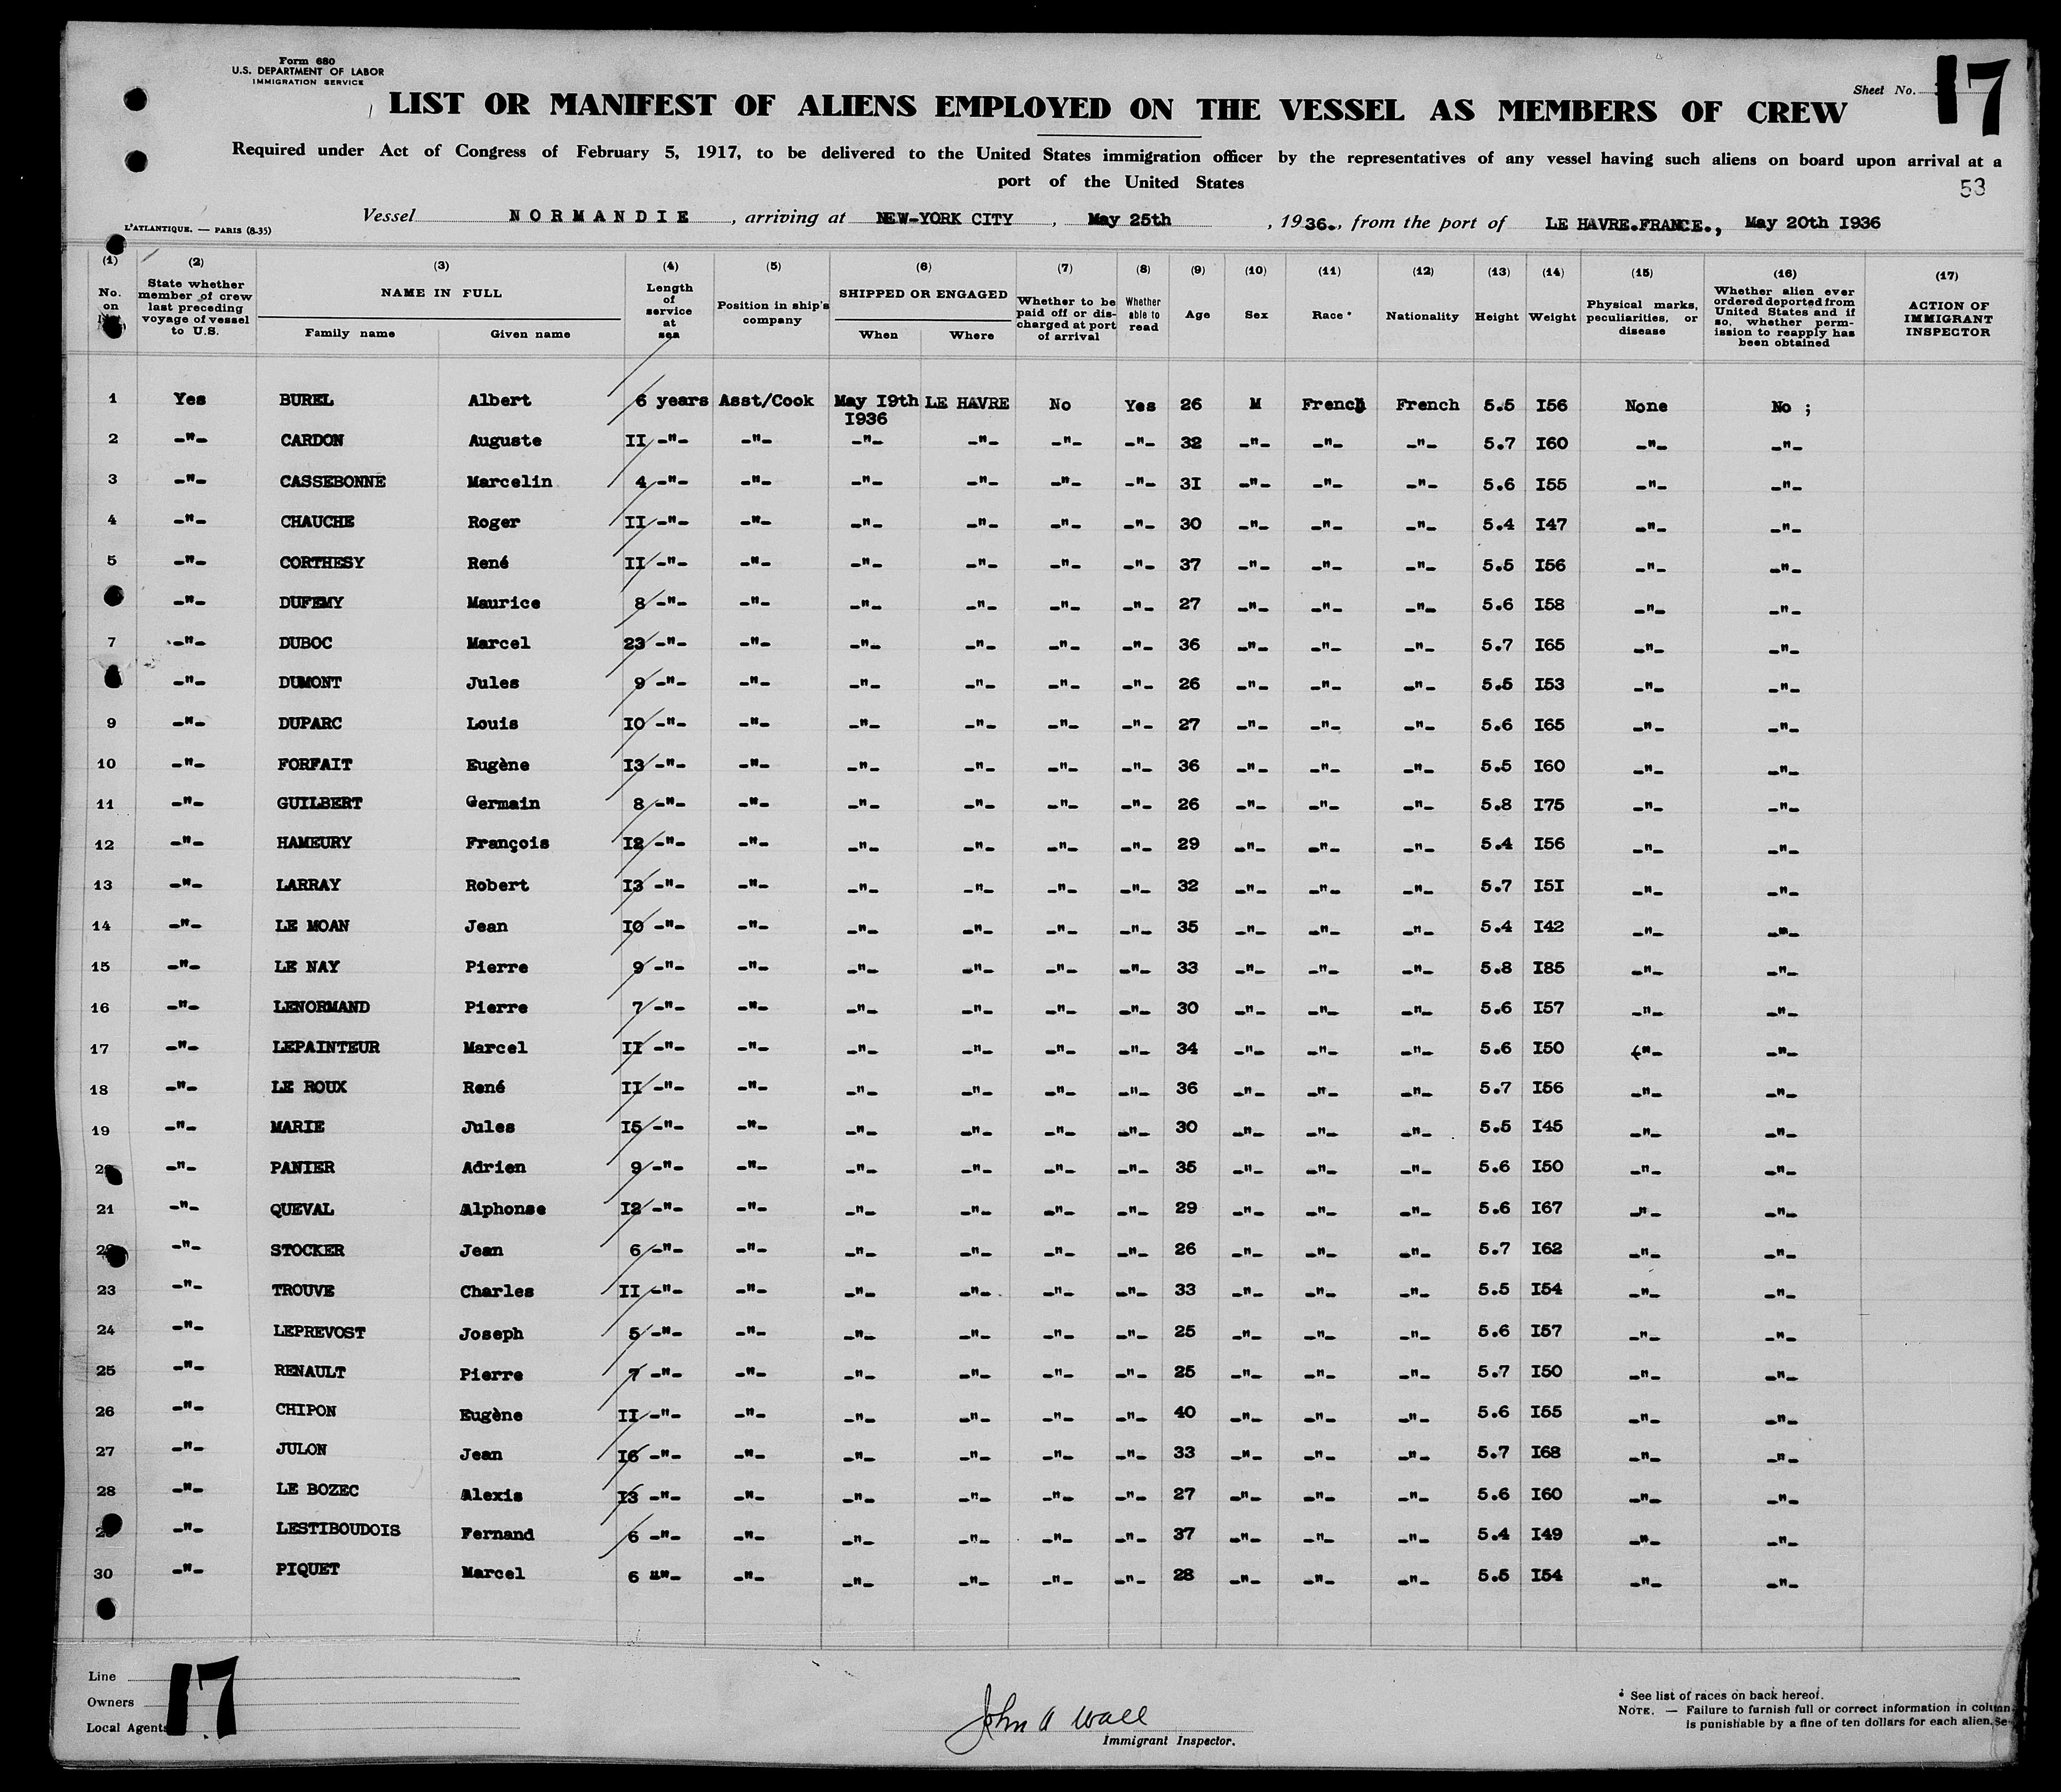 Form 680
U.S. DEPARTMENT OF LABOR
IMMIGRATION SERVICE
Sheet No. 17
LIST OR MANIFEST OF ALIENS EMPLOYED ON THE VESSEL AS MEMBERS OF CREW
Required under Act of Congress of February 5, 1917, to be delivered to the United States immigration officer by the representatives of any vessel having such aliens on board upon arrival at a
port of the United States
53
Vessel NORMANDIE, arriving at NEW-YORK CITY, May 25th, 1936., from the port of LE HAVRE.FRANCE., May 20th I936
L'ATLANTIQUE. — PARIS (8-35)
(1) (2) (3) (4) (5) (6) (7) (8) (9) (10) (11) (12) (13) (14) (15) (16) (17)
No. on
State whether member of crew last preceding voyage of vessel to U.S.
NAME IN FULL
Family name Given name
Length of service at sea
Position in ship's company
SHIPPED OR ENGAGED
When Where
Whether to be paid off or discharged at port of arrival
Whether able to read
Age
Sex
Race *
Nationality
Height
Weight
Physical marks, peculiarities, or disease
Whether alien ever ordered deported from United States and if so, whether permission to reapply has been obtained
ACTION OF IMMIGRANT INSPECTOR
1 Yes BUREL Albert 6 years Asst/Cook May I9th I936 LE HAVRE No Yes 26 M French French 5.5 I56 None No ;
2 -"- CARDON Auguste II -"- -"- -"- -"- -"- -"- 32 -"- -"- -"- 5.7 I60 -"- -"-
3 -"- CASSEBONNE Marcelin 4 -"- -"- -"- -"- -"- -"- 3I -"- -"- -"- 5.6 I55 -"- -"-
4 -"- CHAUCHE Roger II -"- -"- -"- -"- -"- -"- 30 -"- -"- -"- 5.4 I47 -"- -"-
5 -"- CORTHESY René II -"- -"- -"- -"- -"- -"- 37 -"- -"- -"- 5.5 I56 -"- -"-
-"- DUFEMY Maurice 8 -"- -"- -"- -"- -"- -"- 27 -"- -"- -"- 5.6 I58 -"- -"-
7 -"- DUBOC Marcel 23 -"- -"- -"- -"- -"- -"- 36 -"- -"- -"- 5.7 I65 -"- -"-
-"- DUMONT Jules 9 -"- -"- -"- -"- -"- -"- 26 -"- -"- -"- 5.5 I53 -"- -"-
9 -"- DUPARC Louis IO -"- -"- -"- -"- -"- -"- 27 -"- -"- -"- 5.6 I65 -"- -"-
10 -"- FORFAIT Eugène I3 -"- -"- -"- -"- -"- -"- 36 -"- -"- -"- 5.5 I60 -"- -"-
11 -"- GUILBERT Germain 8 -"- -"- -"- -"- -"- -"- 26 -"- -"- -"- 5.8 I75 -"- -"-
12 -"- HAMEURY François I2 -"- -"- -"- -"- -"- -"- 29 -"- -"- -"- 5.4 I56 -"- -"-
13 -"- LARRAY Robert I3 -"- -"- -"- -"- -"- -"- 32 -"- -"- -"- 5.7 I5I -"- -"-
14 -"- LE MOAN Jean IO -"- -"- -"- -"- -"- -"- 35 -"- -"- -"- 5.4 I42 -"- -"-
15 -"- LE NAY Pierre 9 -"- -"- -"- -"- -"- -"- 33 -"- -"- -"- 5.8 I85 -"- -"-
16 -"- LENORMAND Pierre 7 -"- -"- -"- -"- -"- -"- 30 -"- -"- -"- 5.6 I57 -"- -"-
17 -"- LEPAINTEUR Marcel II -"- -"- -"- -"- -"- -"- 34 -"- -"- -"- 5.6 I50 -"- -"-
18 -"- LE ROUX René II -"- -"- -"- -"- -"- -"- 36 -"- -"- -"- 5.7 I56 -"- -"-
19 -"- MARIE Jules I5 -"- -"- -"- -"- -"- -"- 30 -"- -"- -"- 5.5 I45 -"- -"-
-"- PANIER Adrien 9 -"- -"- -"- -"- -"- -"- 35 -"- -"- -"- 5.6 I50 -"- -"-
21 -"- QUEVAL Alphonse I2 -"- -"- -"- -"- -"- -"- 29 -"- -"- -"- 5.6 I67 -"- -"-
-"- STOCKER Jean 6 -"- -"- -"- -"- -"- -"- 26 -"- -"- -"- 5.7 I62 -"- -"-
23 -"- TROUVE Charles II -"- -"- -"- -"- -"- -"- 33 -"- -"- -"- 5.5 I54 -"- -"-
24 -"- LEPREVOST Joseph 5 -"- -"- -"- -"- -"- -"- 25 -"- -"- -"- 5.6 I57 -"- -"-
25 -"- RENAULT Pierre 7 -"- -"- -"- -"- -"- -"- 25 -"- -"- -"- 5.7 I50 -"- -"-
26 -"- CHIPON Eugène II -"- -"- -"- -"- -"- -"- 40 -"- -"- -"- 5.6 I55 -"- -"-
27 -"- JULON Jean I6 -"- -"- -"- -"- -"- -"- 33 -"- -"- -"- 5.7 I68 -"- -"-
28 -"- LE BOZEC Alexis I3 -"- -"- -"- -"- -"- -"- 27 -"- -"- -"- 5.6 I60 -"- -"-
-"- LESTIBOUDOIS Fernand 6 -"- -"- -"- -"- -"- -"- 37 -"- -"- -"- 5.4 I49 -"- -"-
30 -"- PIQUET Marcel 6 ""- -"- -"- -"- -"- -"- 28 -"- -"- -"- 5.5 I54 -"- -"-
Line
Owners
Local Agents
17
John A Wall
Immigrant Inspector.
* See list of races on back hereof.
NOTE. — Failure to furnish full or correct information in column
is punishable by a fine of ten dollars for each alien. Se